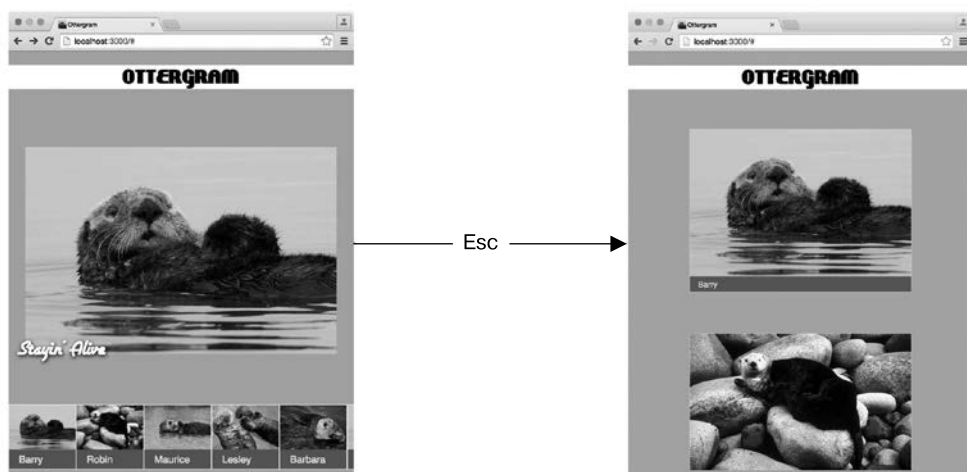 Ottergram
localhost:3000/#
OTTERGRAM
Stayin' Alive
Barry
Robin
Maurice
Lesley
Barbara
Esc
Ottergram
localhost:3000/#
OTTERGRAM
Barry